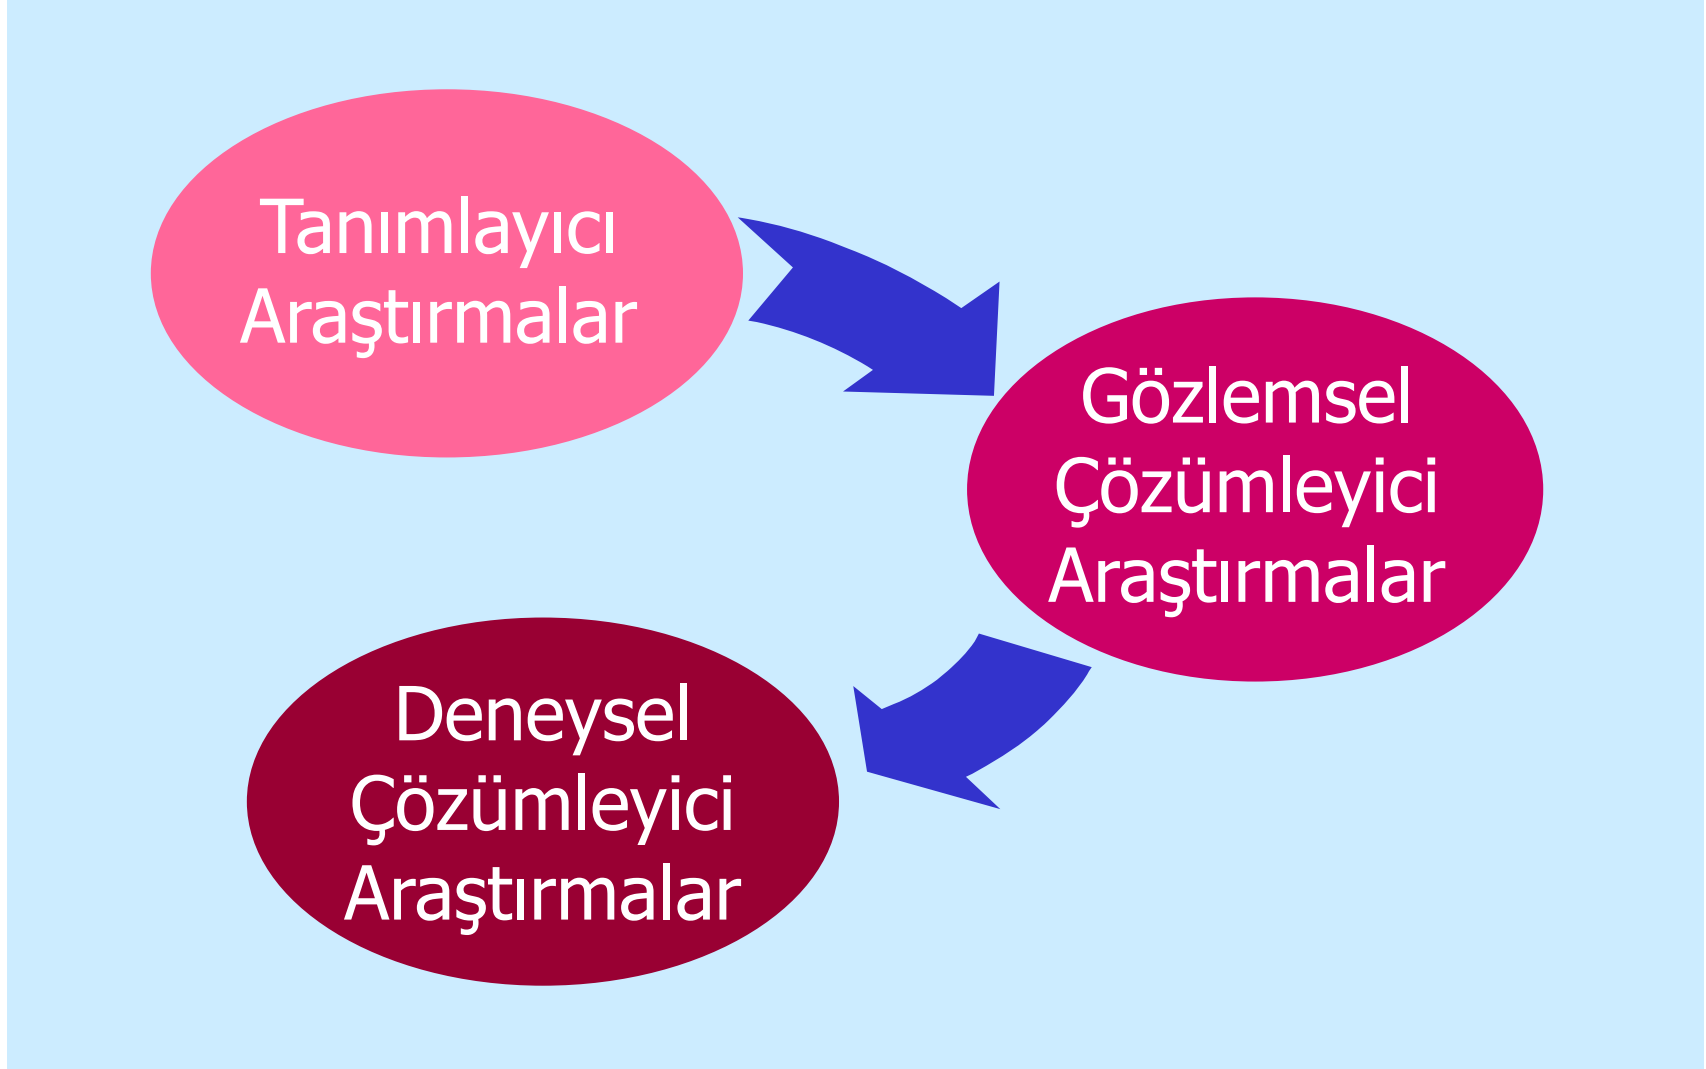 Tanımlayıcı
Araştırmalar
Gözlemsel
Çözümleyici
Araştırmalar
Deneysel
Çözümleyici
Araştırmalar